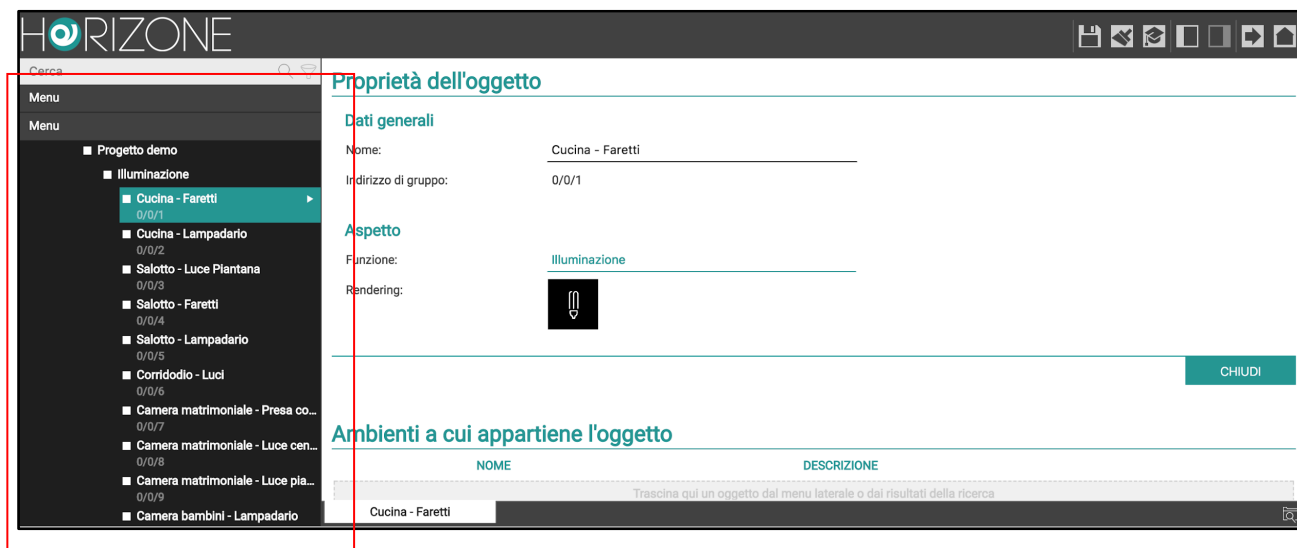 HORIZONE
Cerca
Menu
Menu
Progetto demo
Illuminazione
Cucina - Faretti
0/0/1
Cucina - Lampadario
0/0/2
Salotto - Luce Piantana
0/0/3
Salotto - Faretti
0/0/4
Salotto - Lampadario
0/0/5
Corridodio - Luci
0/0/6
Camera matrimoniale - Presa co...
0/0/7
Camera matrimoniale - Luce cen...
0/0/8
Camera matrimoniale - Luce pia...
0/0/9
Camera bambini - Lampadario
Proprietà dell'oggetto
Dati generali
Nome: Cucina - Faretti
Indirizzo di gruppo: 0/0/1
Aspetto
Funzione: Illuminazione
Rendering:
CHIUDI
Ambienti a cui appartiene l'oggetto
NOME DESCRIZIONE
Trascina qui un oggetto dal menu laterale o dai risultati della ricerca
Cucina - Faretti